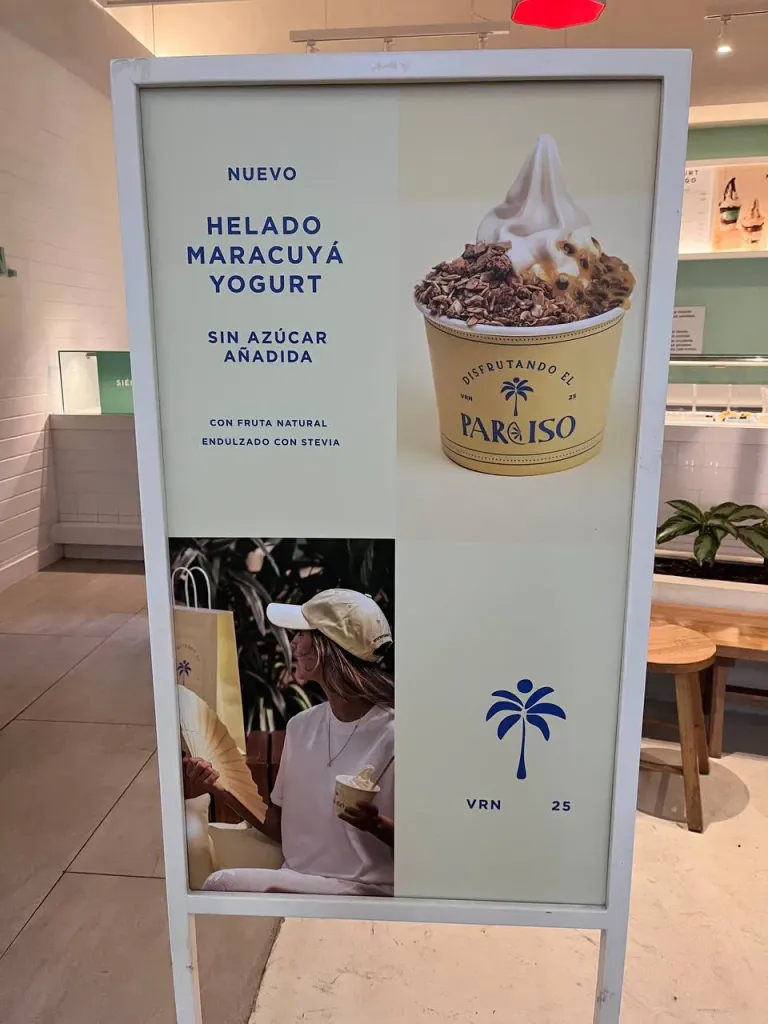 NUEVO
HELADO
MARACUYÁ
YOGURT
SIN AZÚCAR
AÑADIDA
CON FRUTA NATURAL
ENDULZADO CON STEVIA
DISFRUTANDO EL
VRN 25
PARAISO
VRN 25